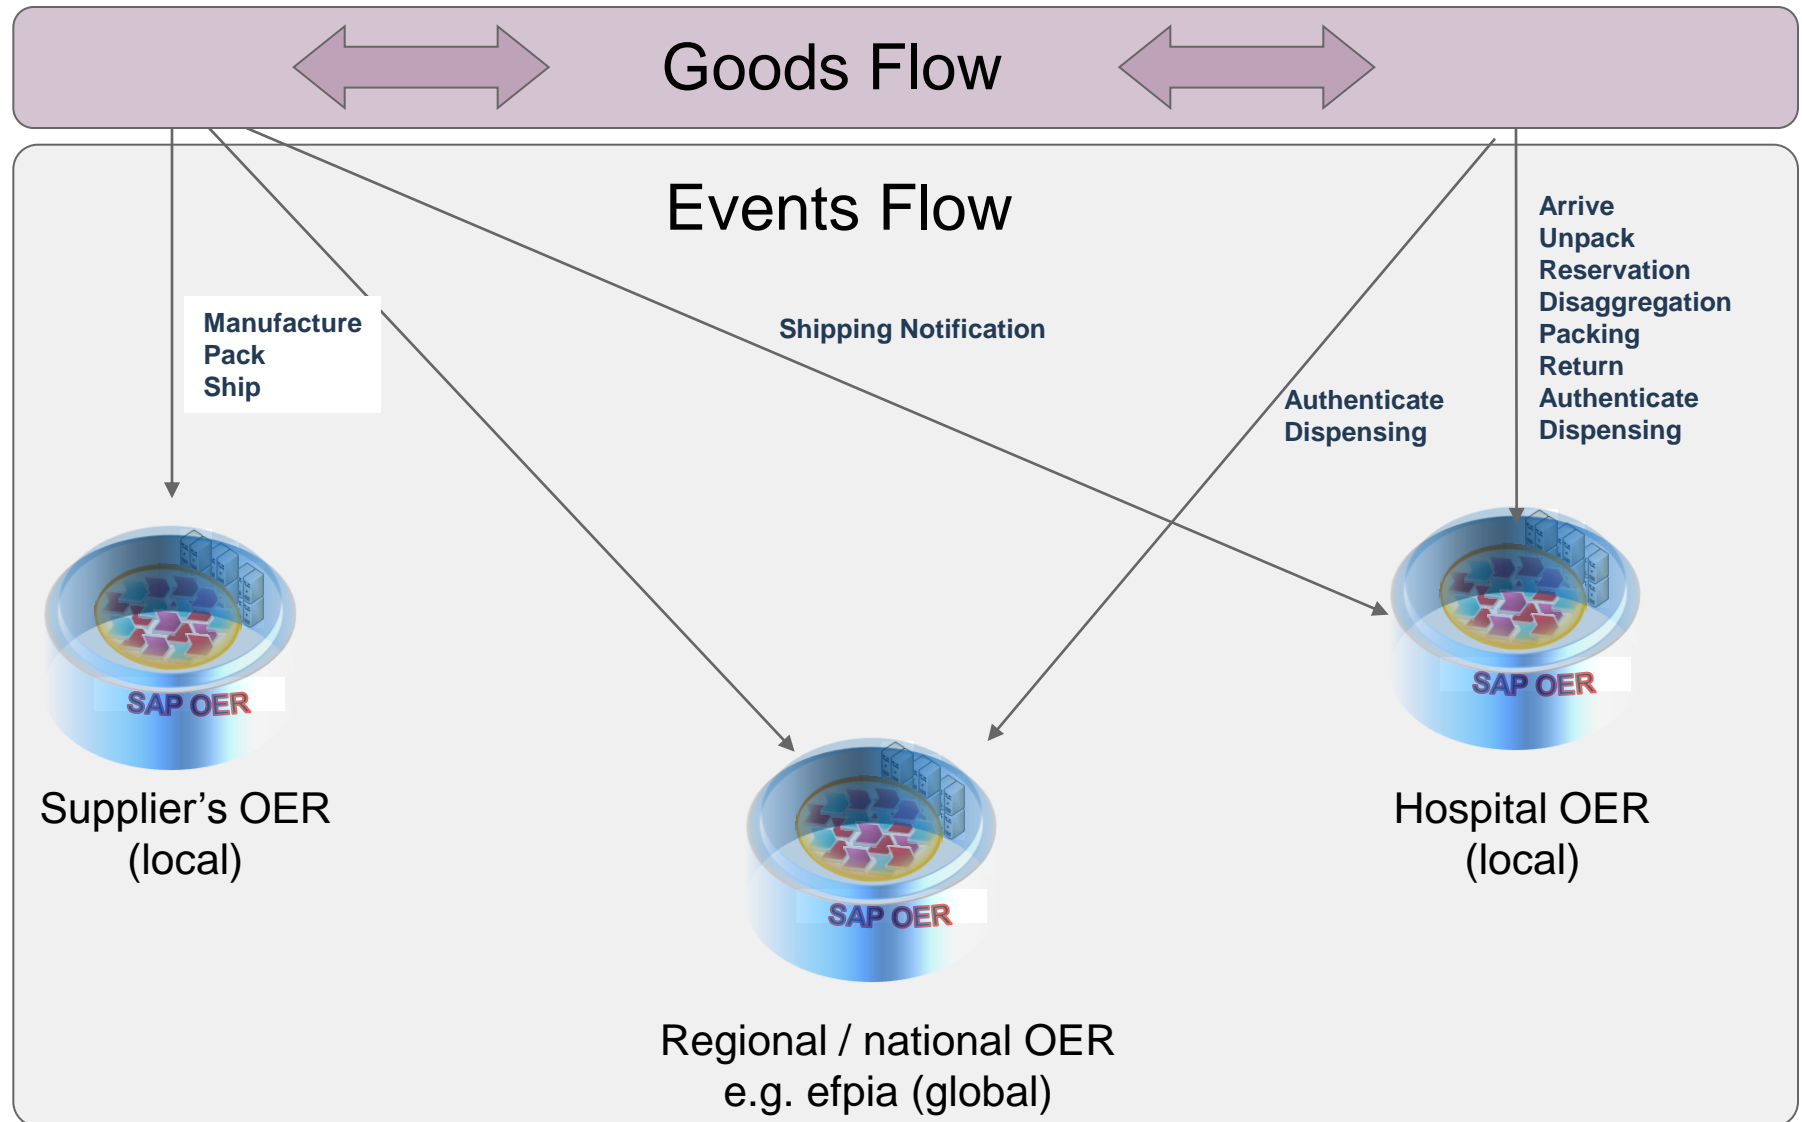 Goods Flow
Events Flow
Manufacture
Pack
Ship
Shipping Notification
Authenticate
Dispensing
Arrive
Unpack
Reservation
Disaggregation
Packing
Return
Authenticate
Dispensing
SAP OER
Supplier’s OER
(local)
SAP OER
Regional / national OER
e.g. efpia (global)
SAP OER
Hospital OER
(local)